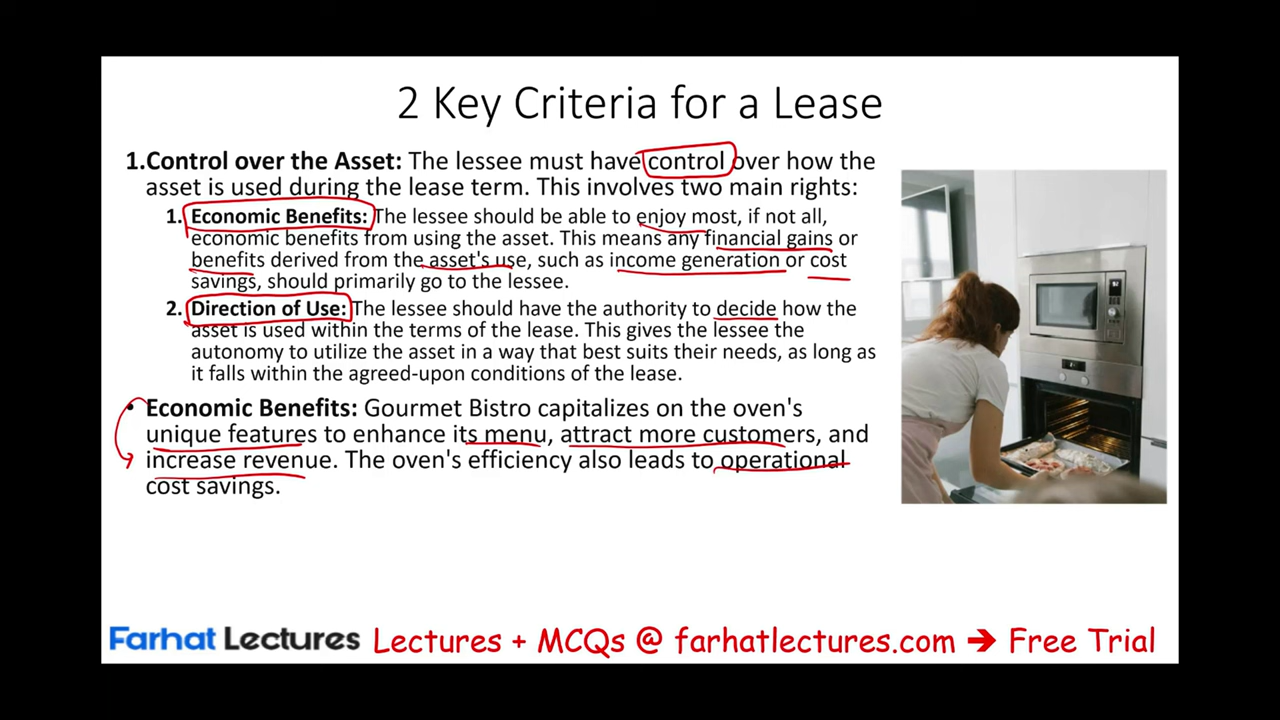 2 Key Criteria for a Lease
1.Control over the Asset: The lessee must have control over how the
asset is used during the lease term. This involves two main rights:
1. Economic Benefits: The lessee should be able to enjoy most, if not all,
economic benefits from using the asset. This means any financial gains or
benefits derived from the asset's use, such as income generation or cost
savings, should primarily go to the lessee.
2. Direction of Use: The lessee should have the authority to decide how the
asset is used within the terms of the lease. This gives the lessee the
autonomy to utilize the asset in a way that best suits their needs, as long as
it falls within the agreed-upon conditions of the lease.
• Economic Benefits: Gourmet Bistro capitalizes on the oven's
unique features to enhance its menu, attract more customers, and
increase revenue. The oven's efficiency also leads to operational
cost savings.
Farhat Lectures Lectures + MCQs @ farhatlectures.com → Free Trial